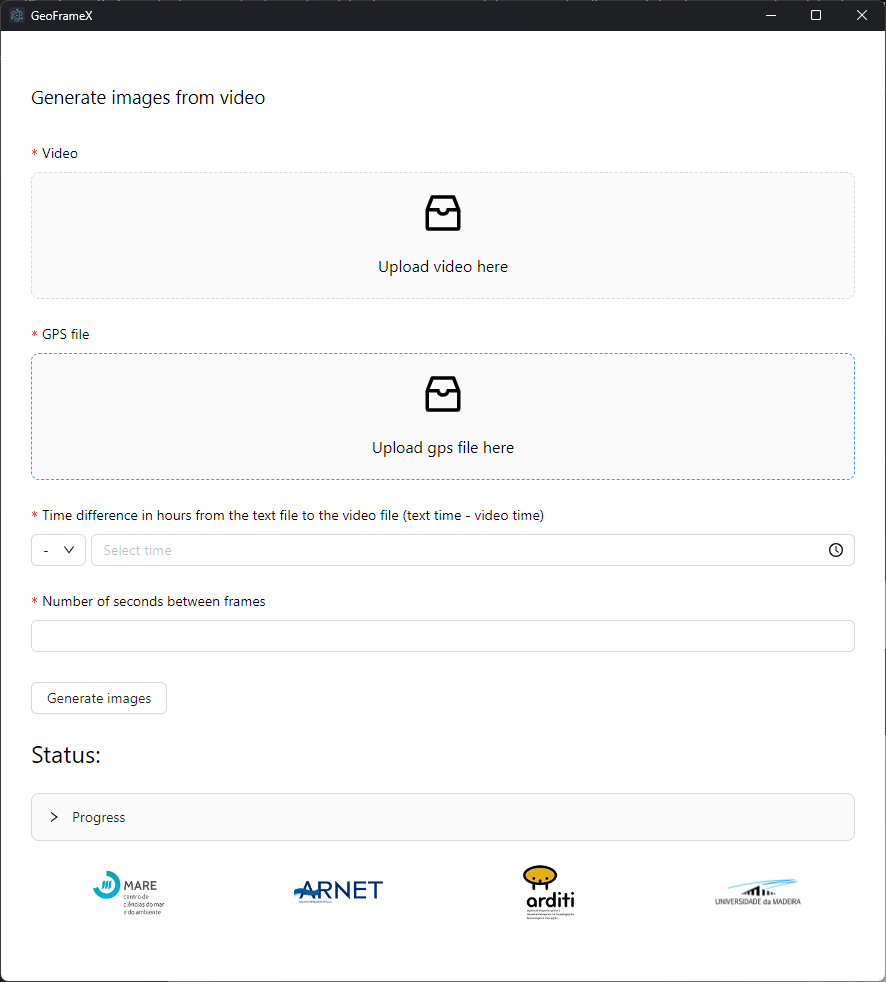 GeoFrameX
Generate images from video
* Video
Upload video here
* GPS file
Upload gps file here
* Time difference in hours from the text file to the video file (text time - video time)
- Select time
* Number of seconds between frames
Generate images
Status:
Progress
MARE
centro de
ciências do mar
e do ambiente
ARNET
arditi
UNIVERSIDADE da MADEIRA